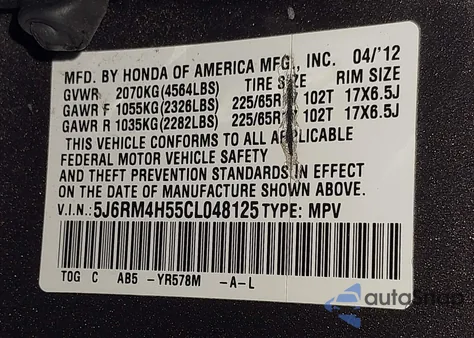 MFD. BY HONDA OF AMERICA MFG., INC. 04/'12
GVWR 2070KG(4564LBS) TIRE SIZE RIM SIZE
GAWR F 1055KG(2326LBS) 225/65R 102T 17X6.5J
GAWR R 1035KG(2282LBS) 225/65R 102T 17X6.5J
THIS VEHICLE CONFORMS TO ALL APPLICABLE
FEDERAL MOTOR VEHICLE SAFETY
AND THEFT PREVENTION STANDARDS IN EFFECT
ON THE DATE OF MANUFACTURE SHOWN ABOVE.
V.I.N.: 5J6RM4H55CL048125 TYPE: MPV
TOG C AB5 -YR578M -A-L
autoSnap